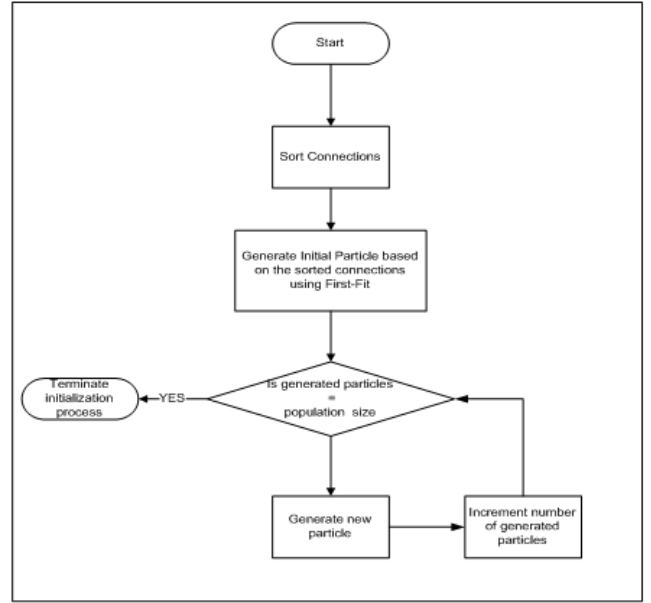 Start
Sort Connections
Generate Initial Particle based
on the sorted connections
using First-Fit
Is generated particles
=
population size
YES
Terminate
initialization
process
Generate new
particle
Increment number
of generated
particles